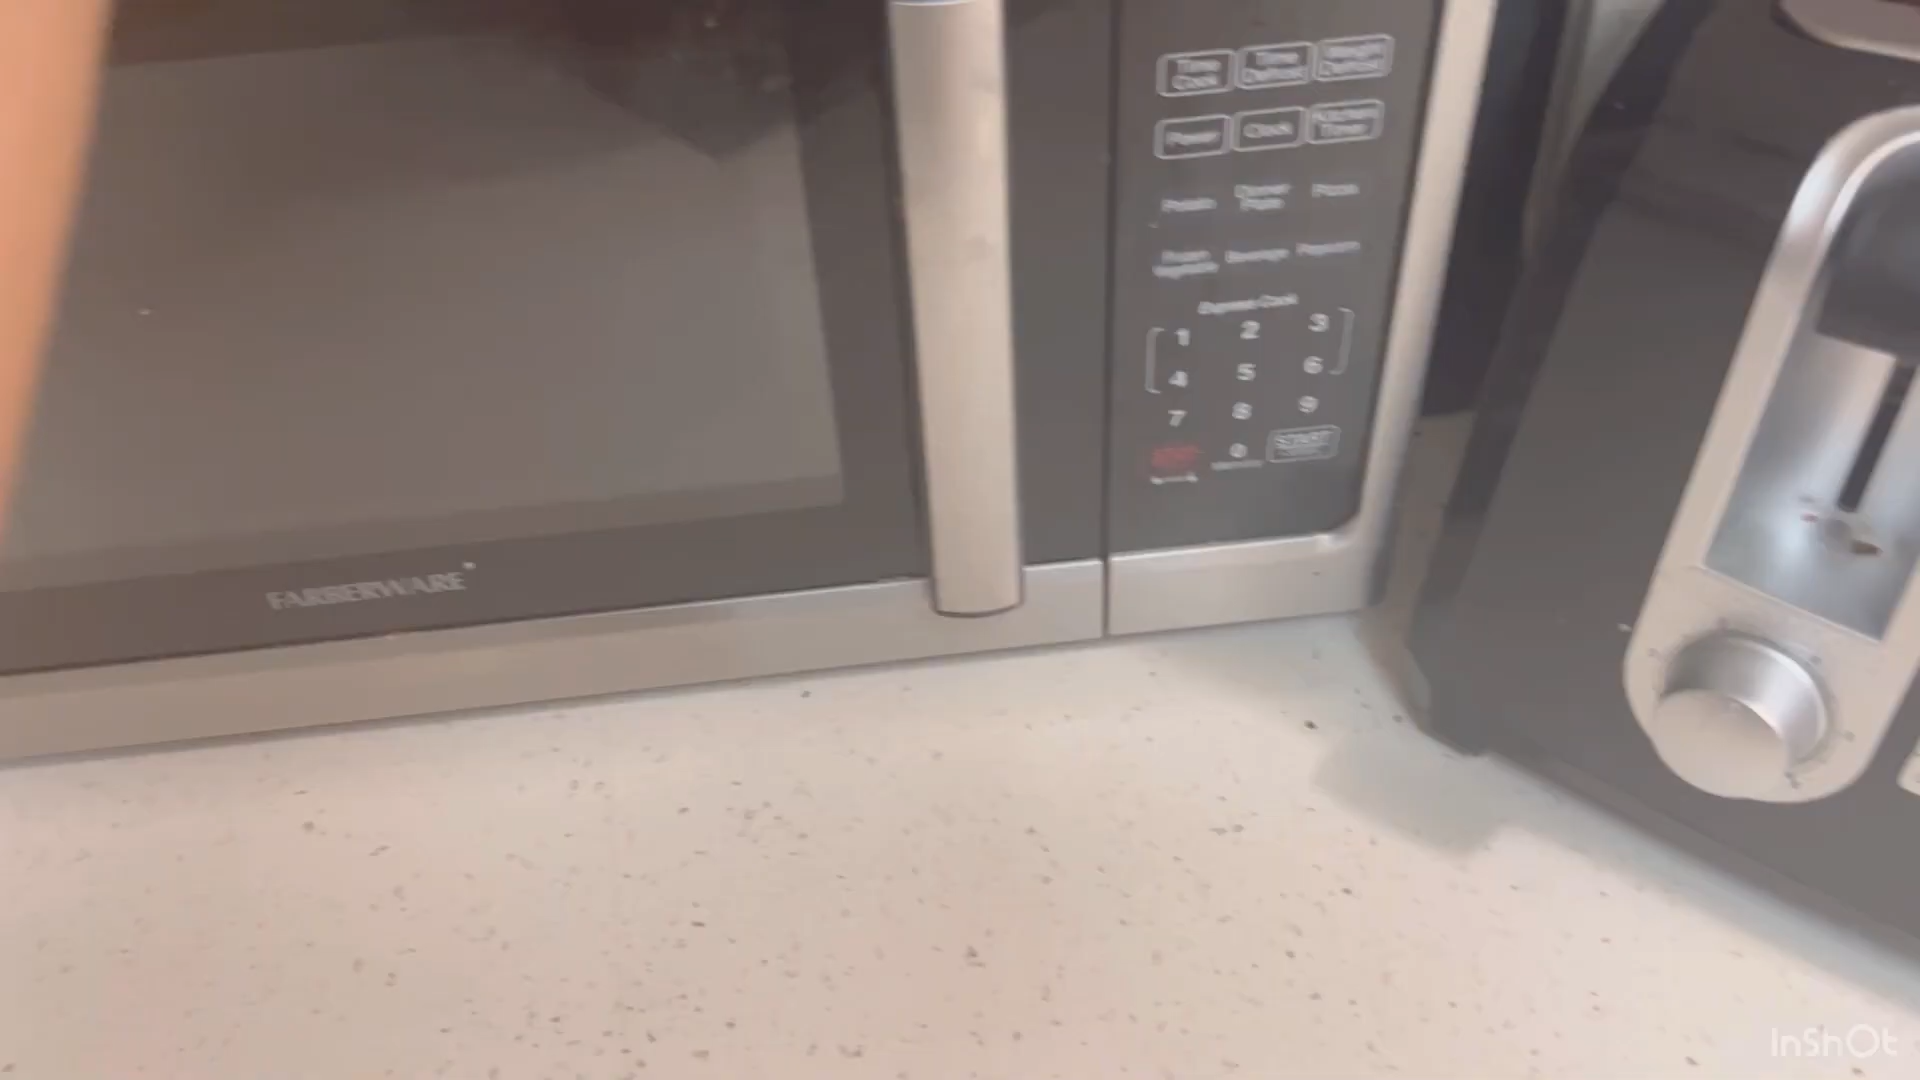 Time Cook
Time Defrost
Weight Defrost
Power
Clock
Kitchen Timer
Potato
Dinner Plate
Pizza
Frozen Vegetable
Beverage
Popcorn
Express Cook
1 2 3
4 5 6
7 8 9
0
START
FARBERWARE
InShOt